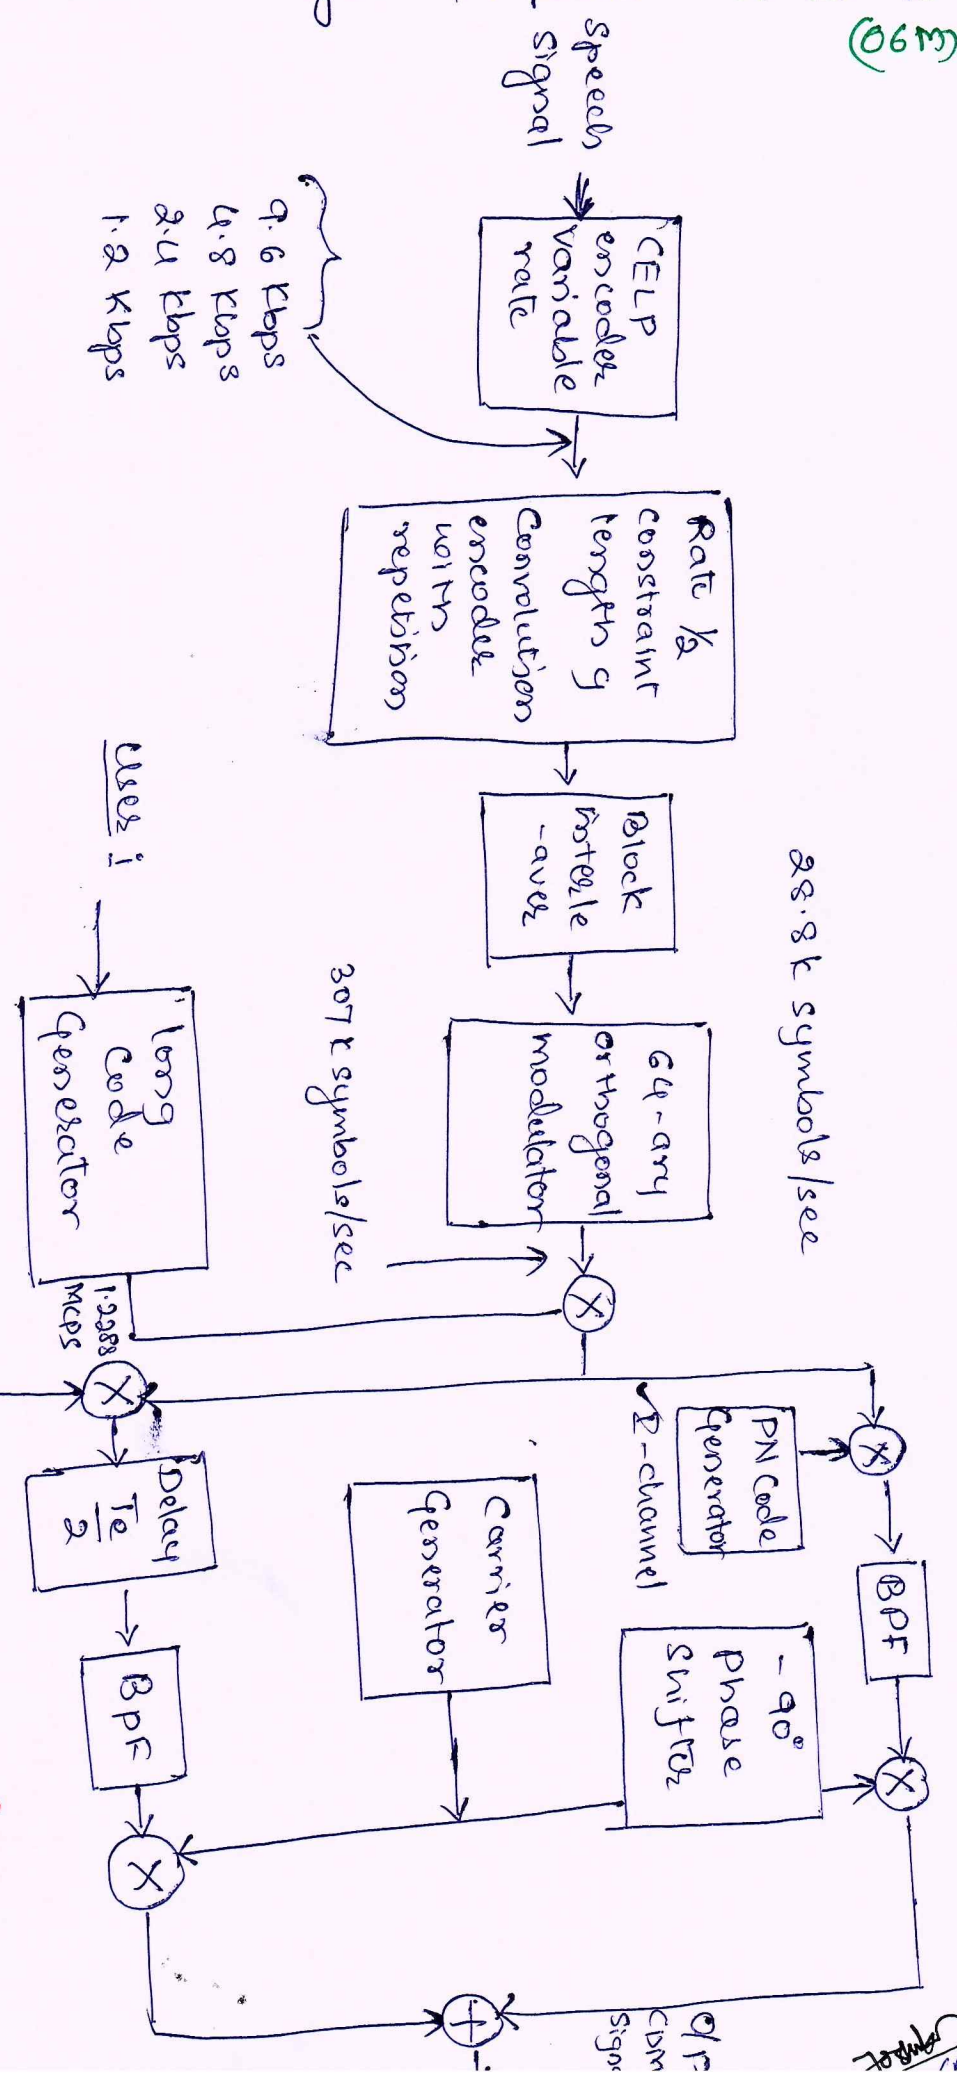 (06M)
Speech
signal
CELP
encoder
variable
rate
9.6 Kbps
4.8 Kbps
2.4 Kbps
1.2 Kbps
Rate 1/2
constraint
length 9
Convolution
encoder
with
repetition
Block
interle
-aver
28.8k symbols/sec
64-ary
orthogonal
modulator
307k symbols/sec
User i
long
Code
Generator
1.2288
MCPS
I-channel
PN Code
Generator
BPF
-90°
Phase
Shifter
Carrier
Generator
Delay
Tc
2
BPF
O/P
CDM
Sign